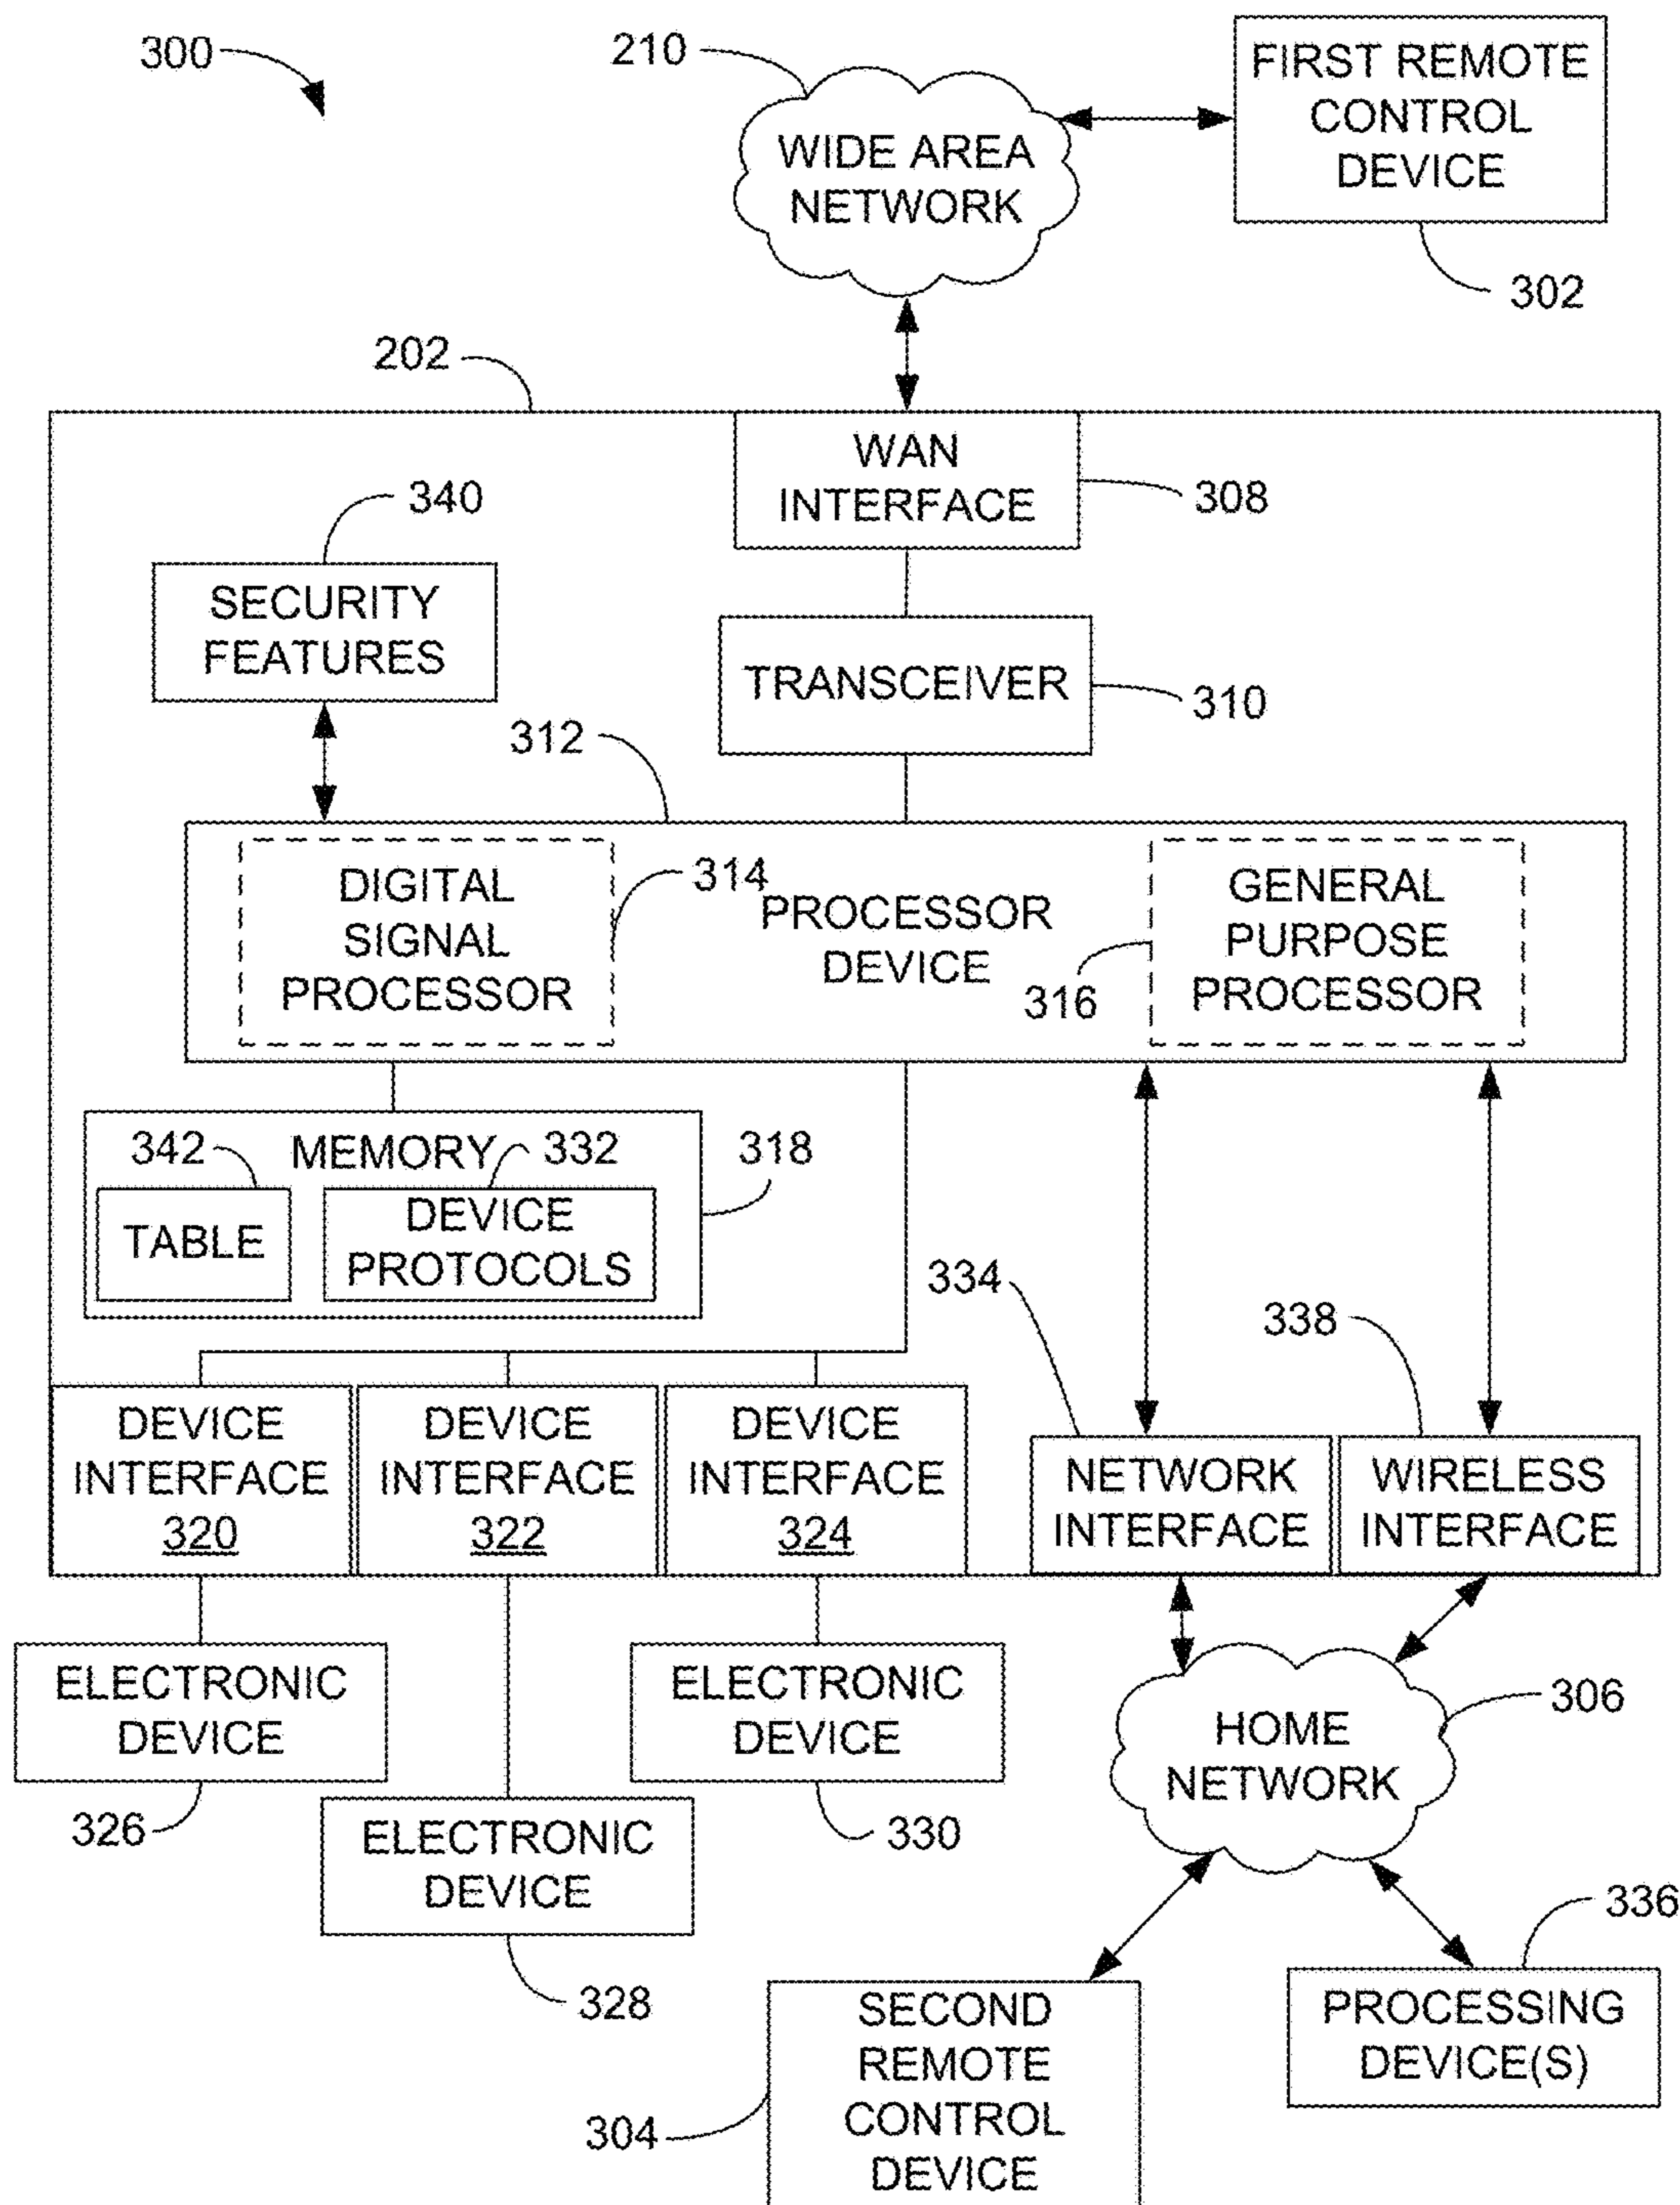 300
210
FIRST REMOTE
CONTROL
DEVICE
302
WIDE AREA
NETWORK
202
WAN
INTERFACE
308
340
SECURITY
FEATURES
TRANSCEIVER
310
312
DIGITAL
SIGNAL
PROCESSOR
314
PROCESSOR
DEVICE
316
GENERAL
PURPOSE
PROCESSOR
342
MEMORY
332
318
TABLE
DEVICE
PROTOCOLS
334
338
DEVICE
INTERFACE
320
DEVICE
INTERFACE
322
DEVICE
INTERFACE
324
NETWORK
INTERFACE
WIRELESS
INTERFACE
ELECTRONIC
DEVICE
326
ELECTRONIC
DEVICE
328
ELECTRONIC
DEVICE
330
HOME
NETWORK
306
336
SECOND
REMOTE
CONTROL
DEVICE
304
PROCESSING
DEVICE(S)